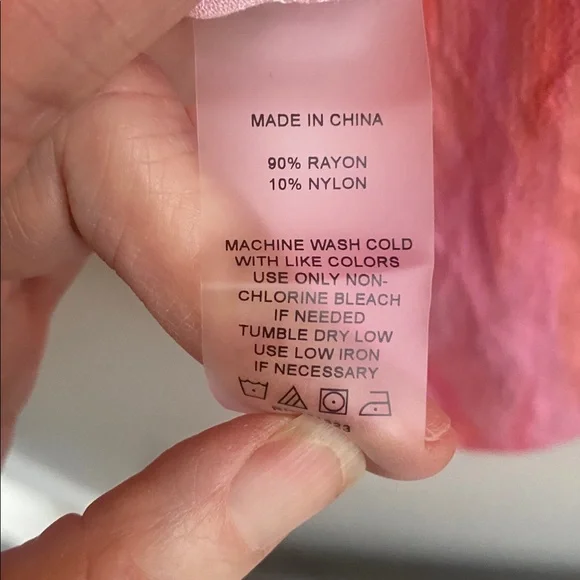 MADE IN CHINA
90% RAYON
10% NYLON
MACHINE WASH COLD
WITH LIKE COLORS
USE ONLY NON-
CHLORINE BLEACH
IF NEEDED
TUMBLE DRY LOW
USE LOW IRON
IF NECESSARY